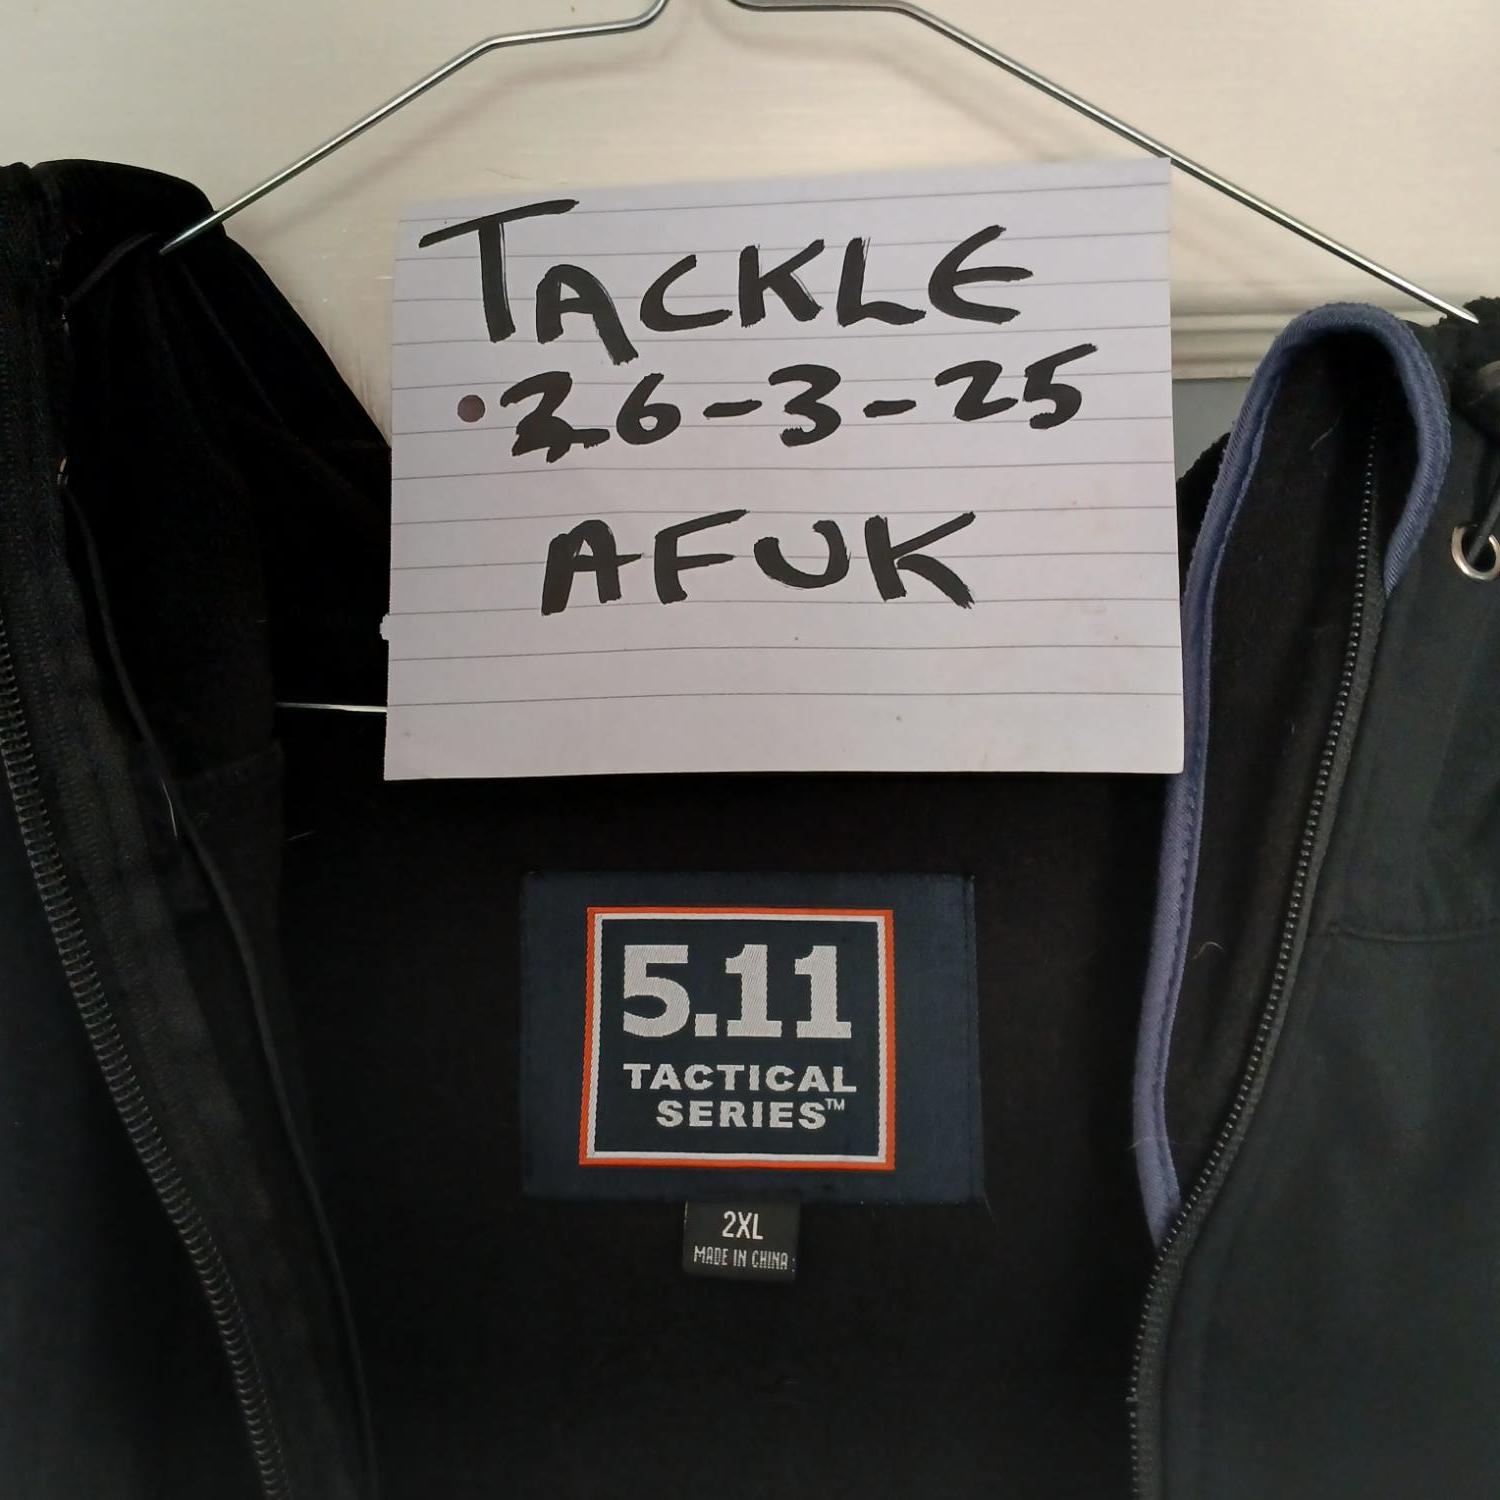 TACKLE
26-3-25
AFUK
5.11
TACTICAL
SERIES™
2XL
MADE IN CHINA